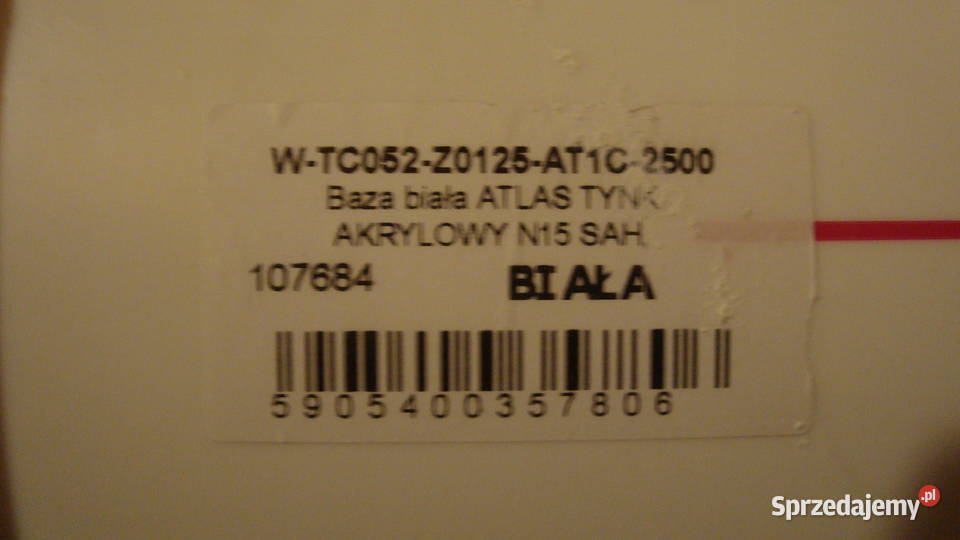 W-TC052-Z0125-AT1C-2500
Baza biała ATLAS TYNK
AKRYLOWY N15 SAH
107684 BIAŁA
5905400357806
Sprzedajemy.pl